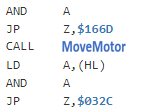 AND A
JP Z,$166D
CALL MoveMotor
LD A,(HL)
AND A
JP Z,$032C